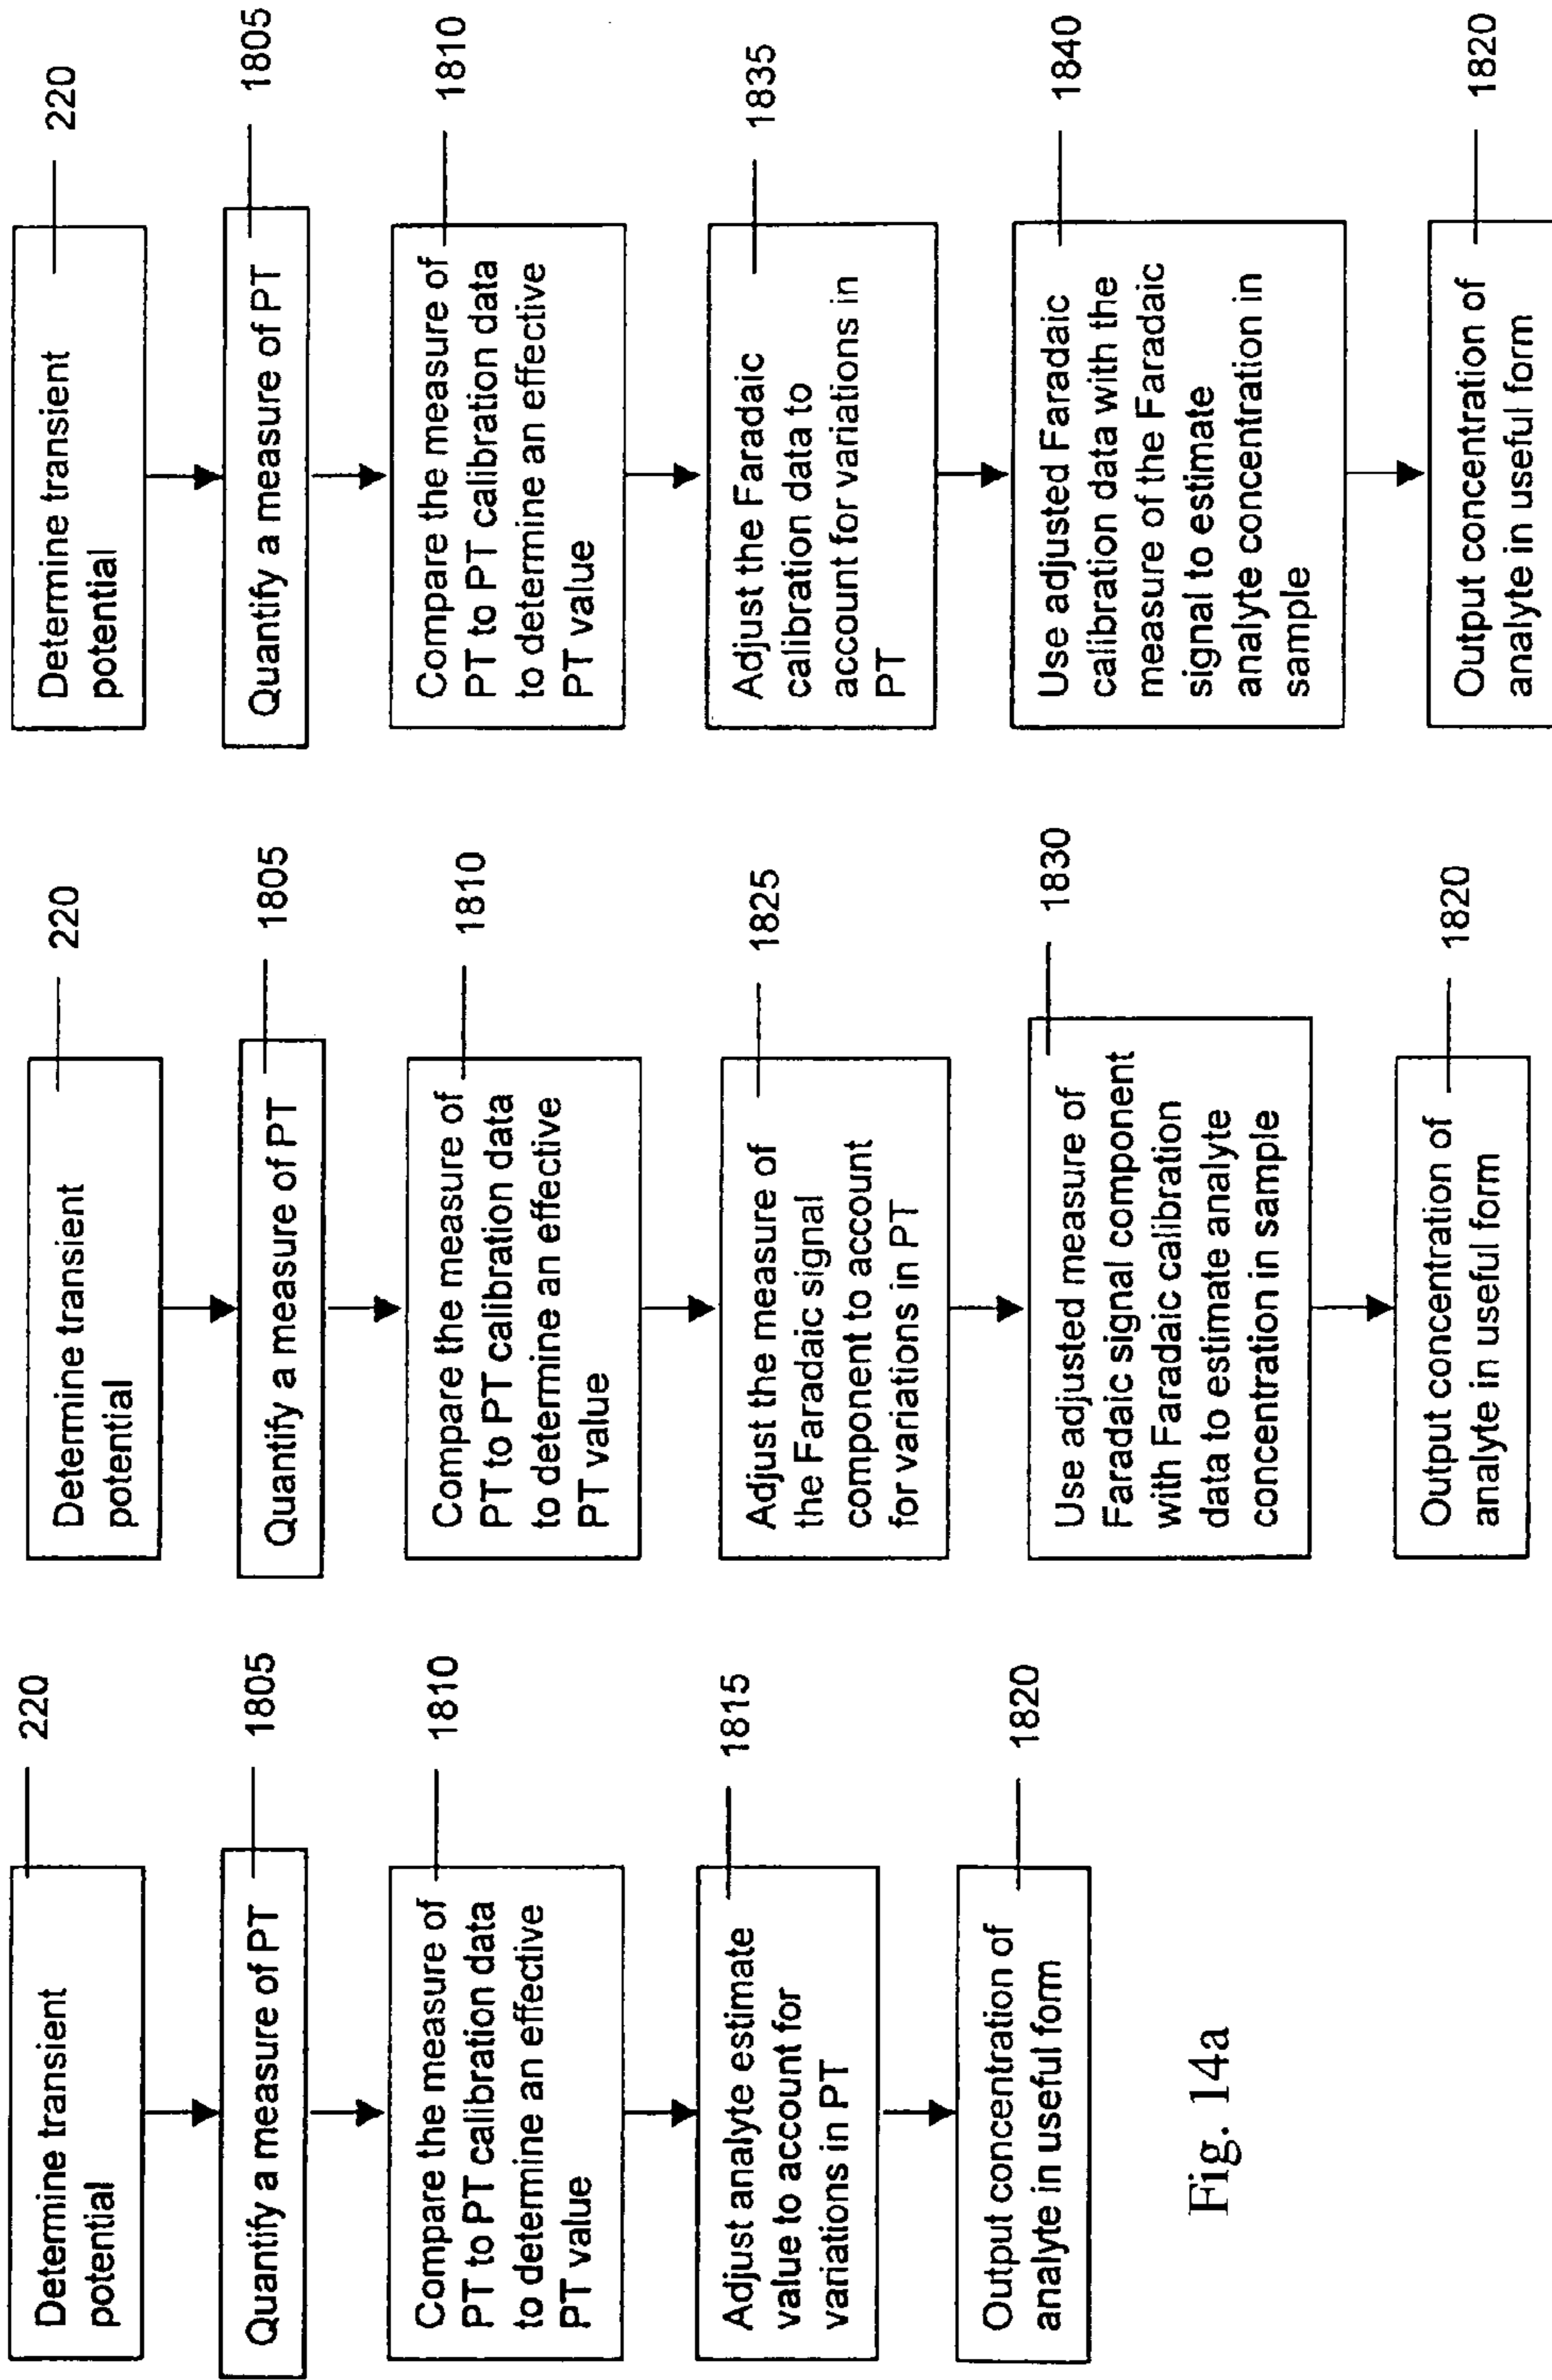 Determine transient
potential
220
Quantify a measure of PT
1805
Compare the measure of
PT to PT calibration data
to determine an effective
PT value
1810
Adjust analyte estimate
value to account for
variations in PT
1815
Output concentration of
analyte in useful form
1820
Fig. 14a
Determine transient
potential
220
Quantify a measure of PT
1805
Compare the measure of
PT to PT calibration data
to determine an effective
PT value
1810
Adjust the measure of
the Faradaic signal
component to account
for variations in PT
1825
Use adjusted measure of
Faradaic signal component
with Faradaic calibration
data to estimate analyte
concentration in sample
1830
Output concentration of
analyte in useful form
1820
Determine transient
potential
220
Quantify a measure of PT
1805
Compare the measure of
PT to PT calibration data
to determine an effective
PT value
1810
Adjust the Faradaic
calibration data to
account for variations in
PT
1835
Use adjusted Faradaic
calibration data with the
measure of the Faradaic
signal to estimate
analyte concentration in
sample
1840
Output concentration of
analyte in useful form
1820